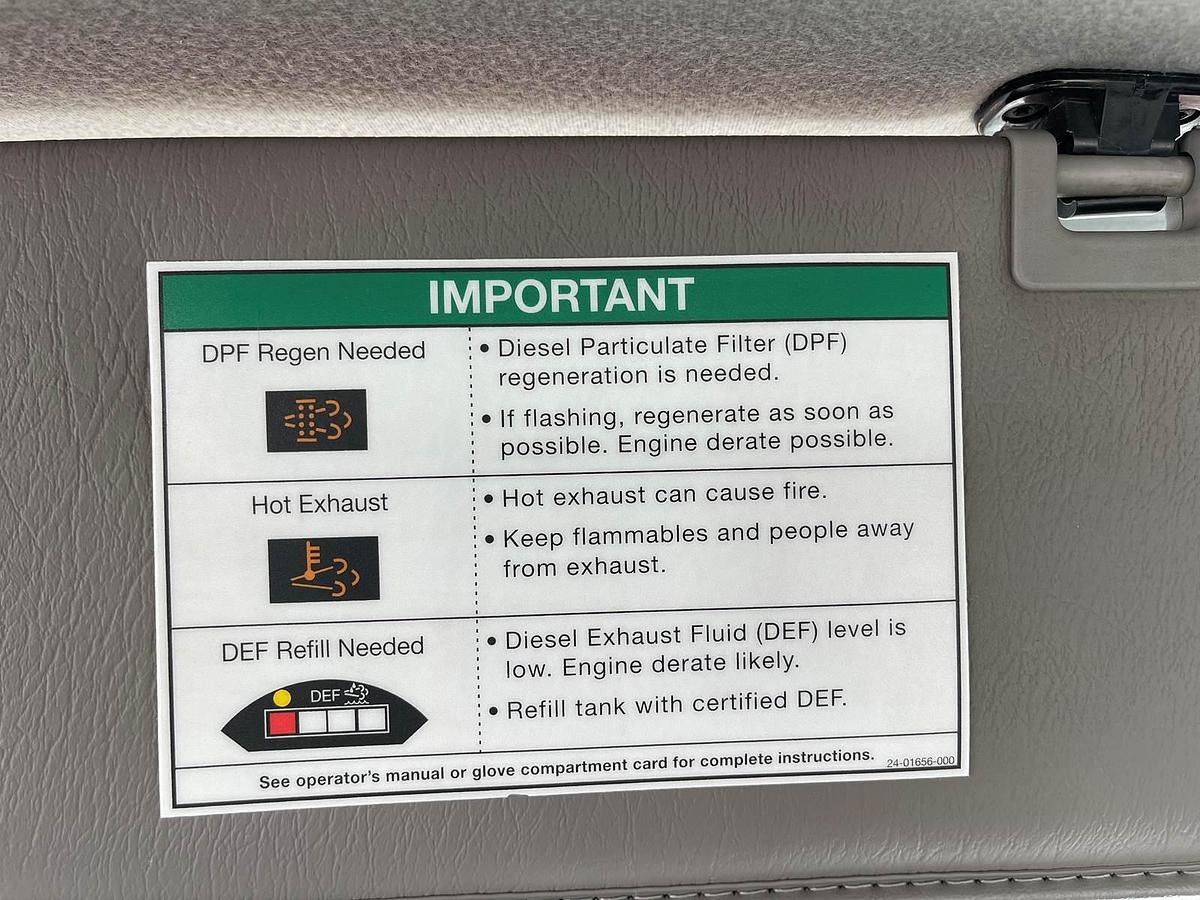 IMPORTANT
DPF Regen Needed
• Diesel Particulate Filter (DPF)
regeneration is needed.
• If flashing, regenerate as soon as
possible. Engine derate possible.
Hot Exhaust
• Hot exhaust can cause fire.
• Keep flammables and people away
from exhaust.
DEF Refill Needed
DEF
• Diesel Exhaust Fluid (DEF) level is
low. Engine derate likely.
• Refill tank with certified DEF.
See operator's manual or glove compartment card for complete instructions.
24-01656-000